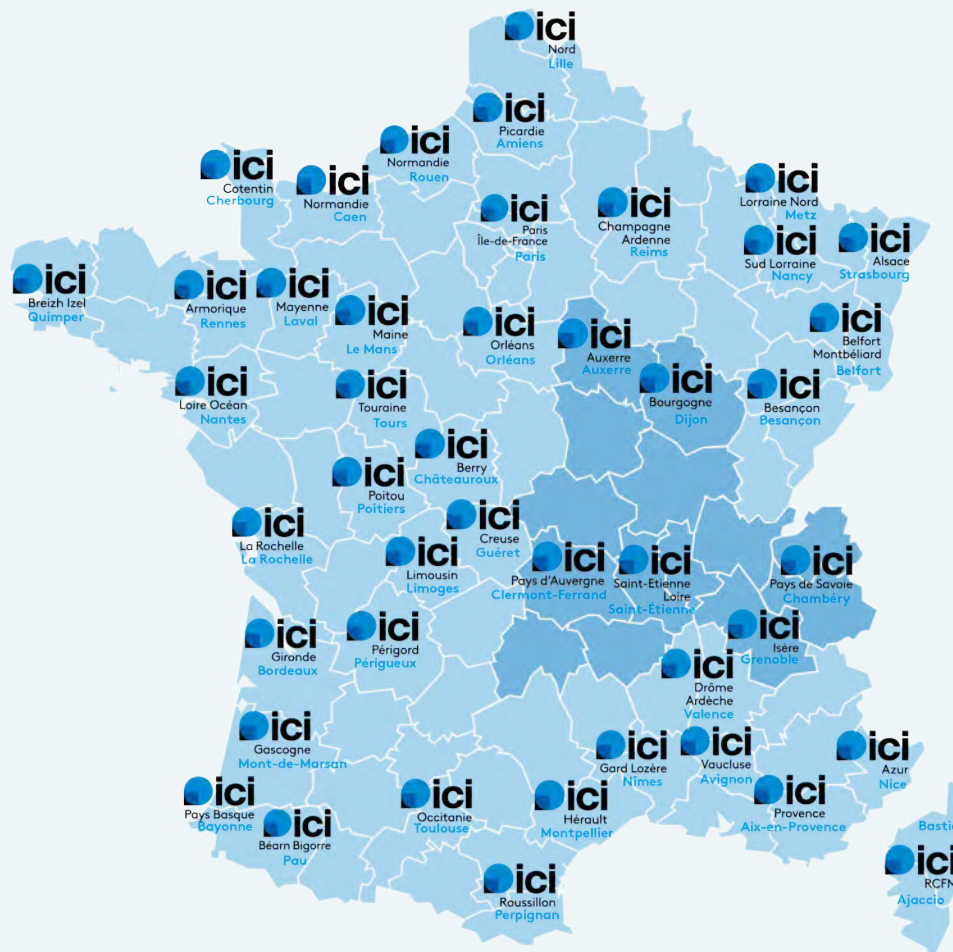 ici
Nord
Lille
ici
Picardie
Amiens
ici
Normandie
Rouen
ici
Cotentin
Cherbourg
ici
Normandie
Caen
ici
Paris
Île-de-France
Paris
ici
Champagne
Ardenne
Reims
ici
Lorraine Nord
Metz
ici
Sud Lorraine
Nancy
ici
Alsace
Strasbourg
ici
Breizh Izel
Quimper
ici
Armorique
Rennes
ici
Mayenne
Laval
ici
Maine
Le Mans
ici
Orléans
Orléans
ici
Auxerre
Auxerre
ici
Belfort
Montbéliard
Belfort
ici
Loire Océan
Nantes
ici
Touraine
Tours
ici
Bourgogne
Dijon
ici
Besançon
Besançon
ici
Berry
Châteauroux
ici
Poitou
Poitiers
ici
La Rochelle
La Rochelle
ici
Creuse
Guéret
ici
Limousin
Limoges
ici
Pays d'Auvergne
Clermont-Ferrand
ici
Saint-Etienne
Loire
Saint-Étienne
ici
Pays de Savoie
Chambéry
ici
Gironde
Bordeaux
ici
Périgord
Périgueux
ici
Isère
Grenoble
ici
Drôme
Ardèche
Valence
ici
Gascogne
Mont-de-Marsan
ici
Gard Lozère
Nîmes
ici
Vaucluse
Avignon
ici
Azur
Nice
ici
Pays Basque
Bayonne
ici
Béarn Bigorre
Pau
ici
Occitanie
Toulouse
ici
Hérault
Montpellier
ici
Provence
Aix-en-Provence
ici
Roussillon
Perpignan
Basti
ici
RCFM
Ajaccio